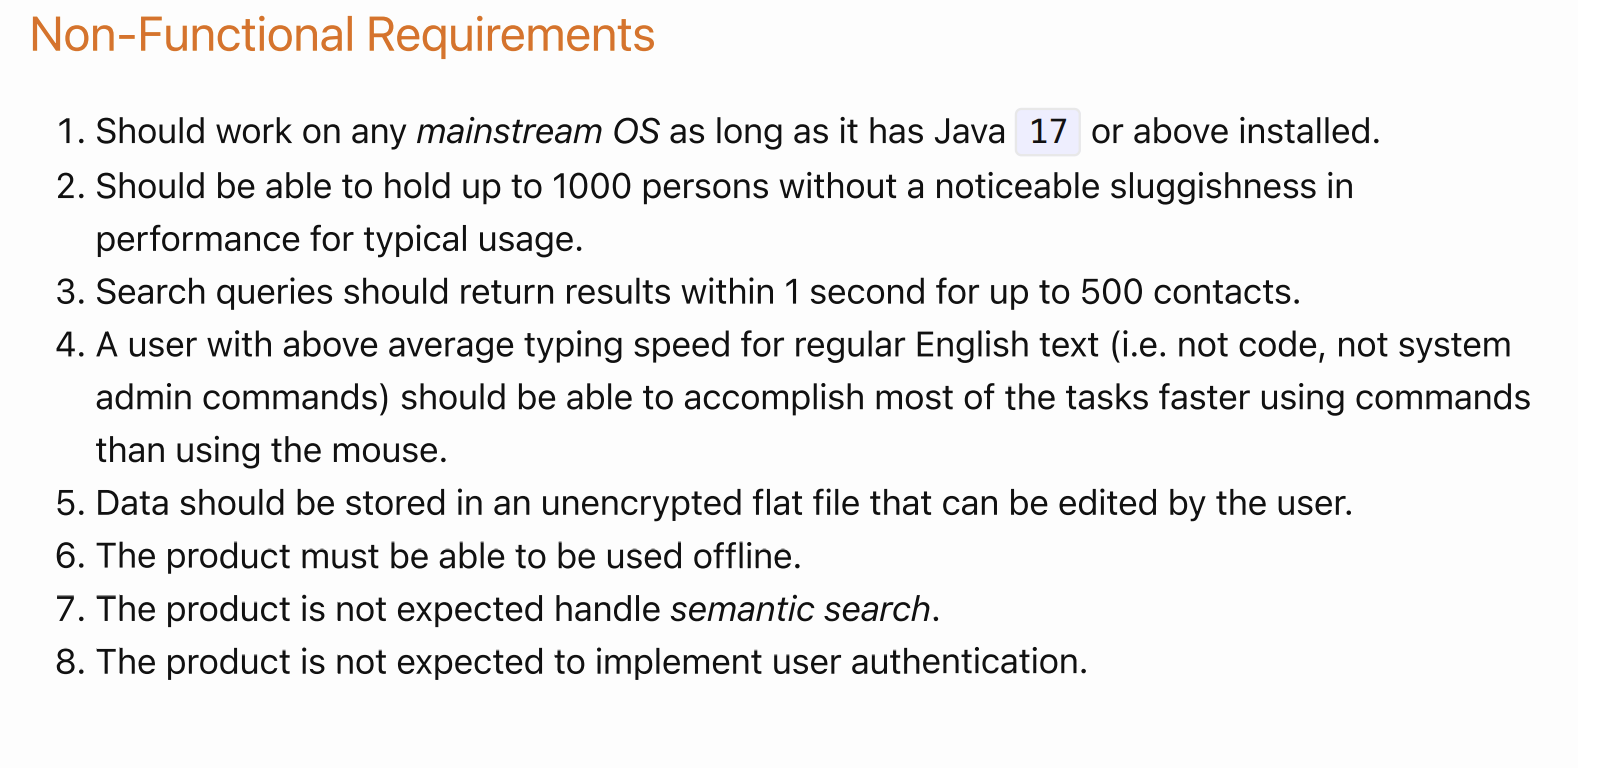 Non-Functional Requirements
1. Should work on any mainstream OS as long as it has Java 17 or above installed.
2. Should be able to hold up to 1000 persons without a noticeable sluggishness in
performance for typical usage.
3. Search queries should return results within 1 second for up to 500 contacts.
4. A user with above average typing speed for regular English text (i.e. not code, not system
admin commands) should be able to accomplish most of the tasks faster using commands
than using the mouse.
5. Data should be stored in an unencrypted flat file that can be edited by the user.
6. The product must be able to be used offline.
7. The product is not expected handle semantic search.
8. The product is not expected to implement user authentication.